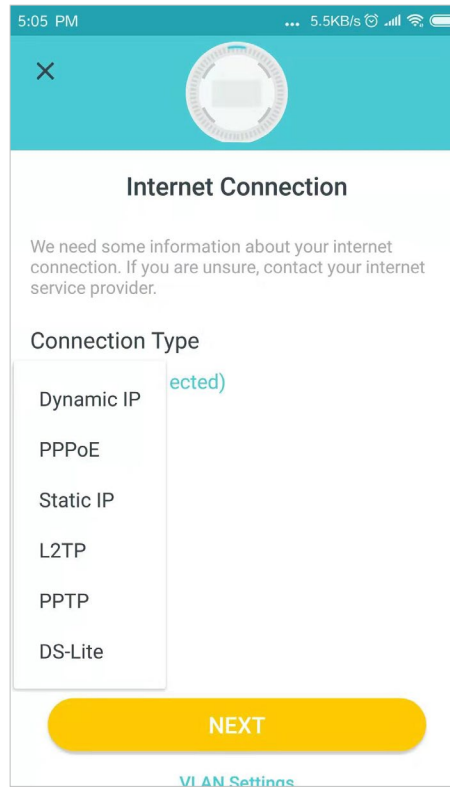 5:05 PM ... 5.5KB/s
Internet Connection
We need some information about your internet
connection. If you are unsure, contact your internet
service provider.
Connection Type
ected)
Dynamic IP
PPPoE
Static IP
L2TP
PPTP
DS-Lite
NEXT
VLAN Settings